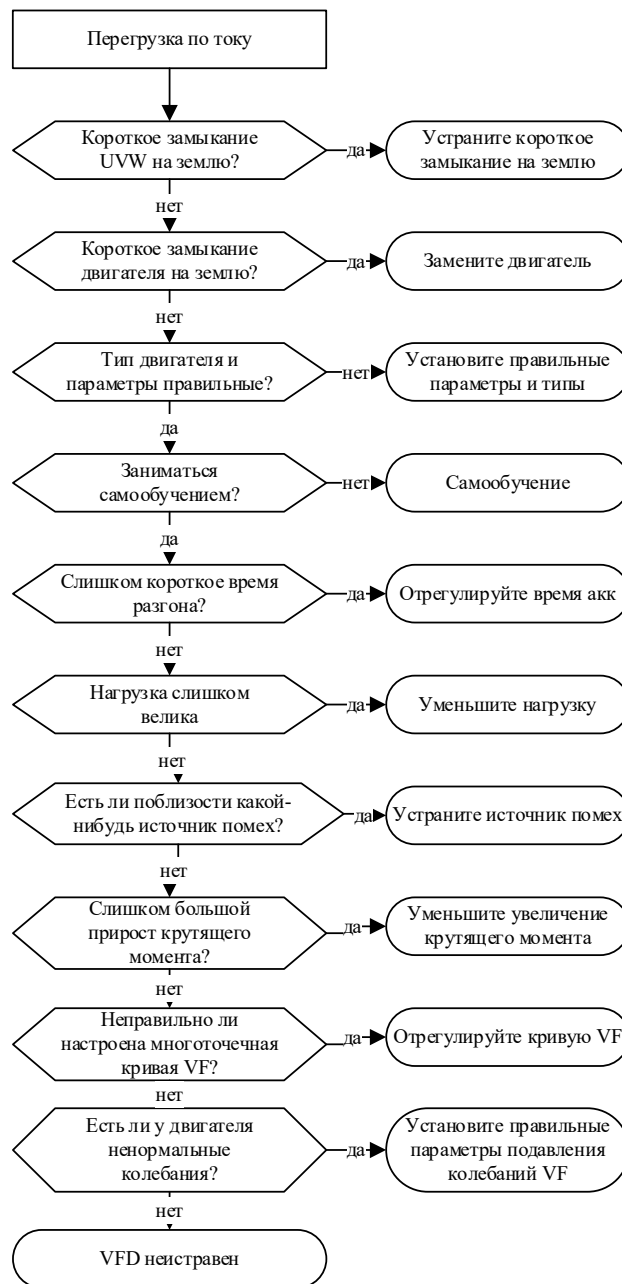 Перегрузка по току
Короткое замыкание
UVW на землю?
да
Устраните короткое
замыкание на землю
нет
Короткое замыкание
двигателя на землю?
да
Замените двигатель
нет
Тип двигателя и
параметры правильные?
нет
Установите правильные
параметры и типы
да
Заниматься
самообучением?
нет
Самообучение
да
Слишком короткое время
разгона?
да
Отрегулируйте время акк
нет
Нагрузка слишком
велика
да
Уменьшите нагрузку
нет
Есть ли поблизости какой-
нибудь источник помех?
да
Устраните источник помех
нет
Слишком большой
прирост крутящего
момента?
да
Уменьшите увеличение
крутящего момента
нет
Неправильно ли
настроена многоточечная
кривая VF?
да
Отрегулируйте кривую VF
нет
Есть ли у двигателя
ненормальные
колебания?
да
Установите правильные
параметры подавления
колебаний VF
нет
VFD неистравен